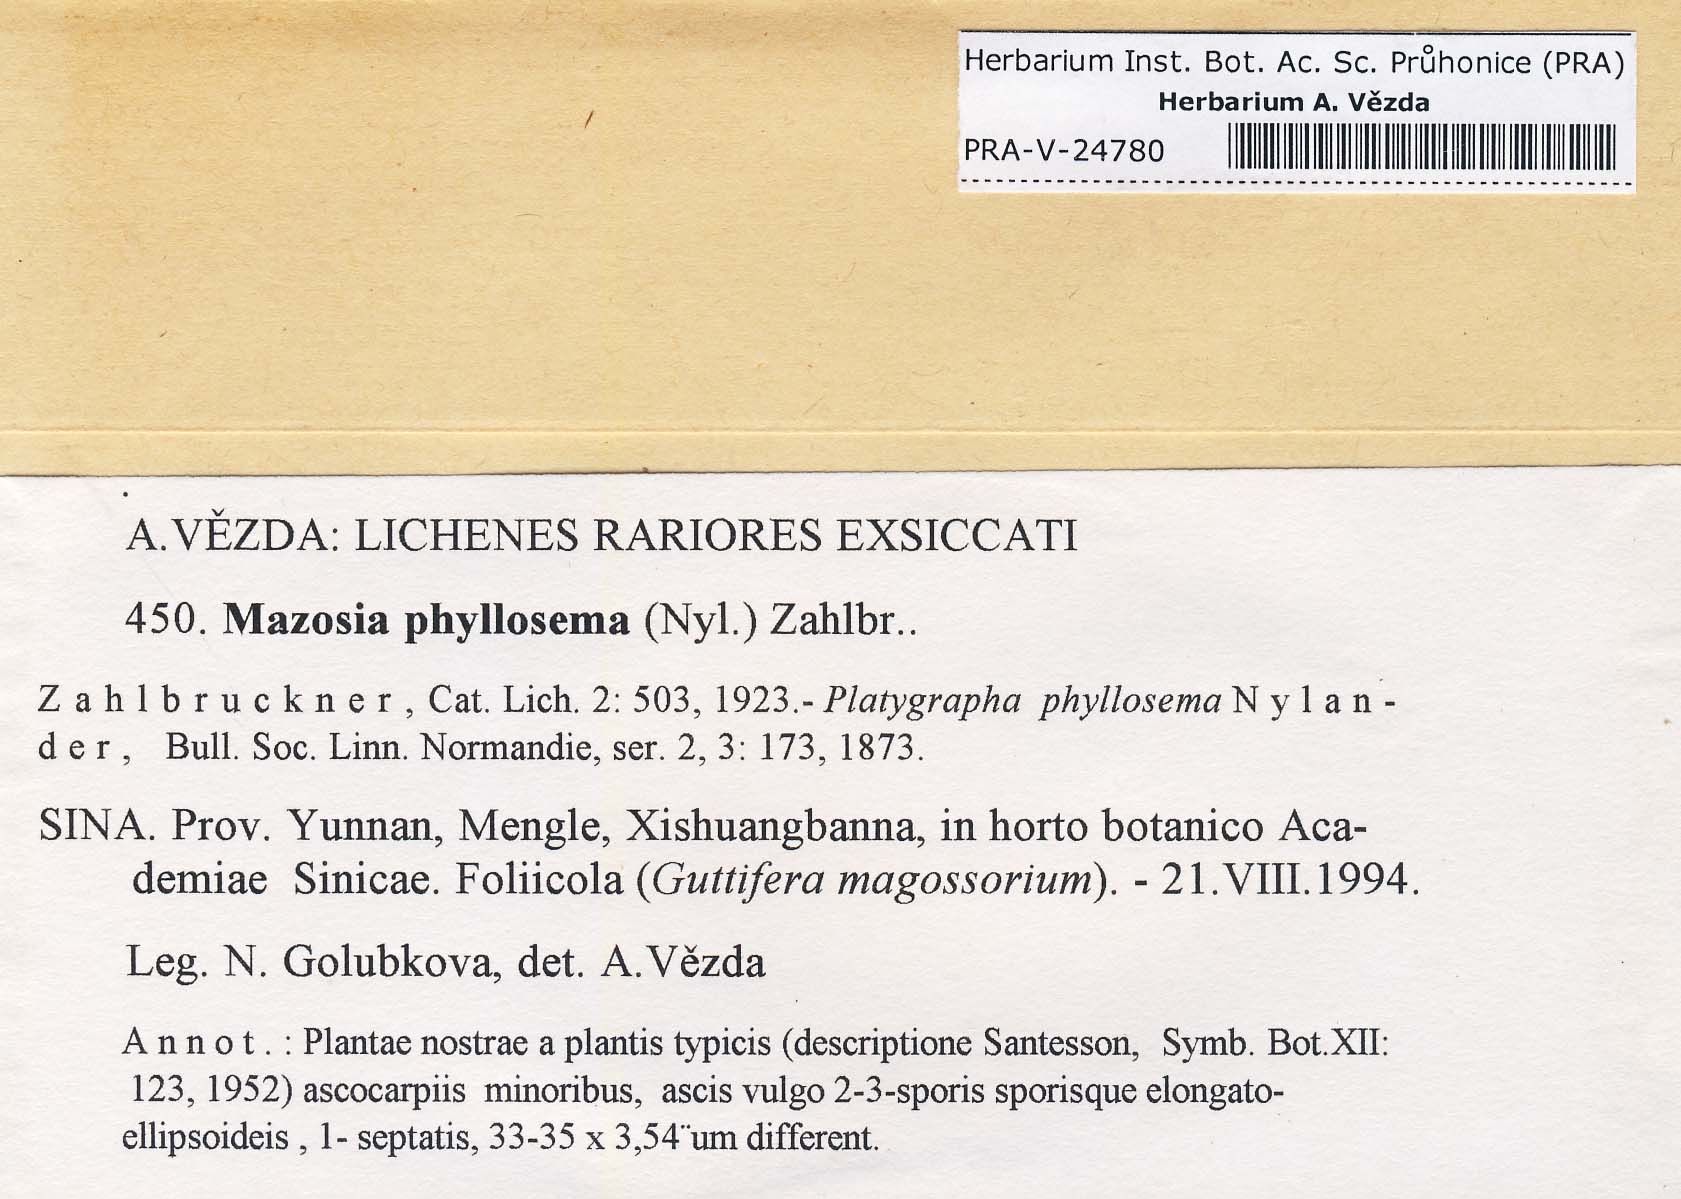 Herbarium Inst. Bot. Ac. Sc. Průhonice (PRA)
Herbarium A. Vězda
PRA-V-24780
A.VĚZDA: LICHENES RARIORES EXSICCATI
450. Mazosia phyllosema (Nyl.) Zahlbr..
Zahlbruckner, Cat. Lich. 2: 503, 1923.- Platygrapha phyllosema Nylan-
der, Bull. Soc. Linn. Normandie, ser. 2, 3: 173, 1873.
SINA. Prov. Yunnan, Mengle, Xishuangbanna, in horto botanico Aca-
demiae Sinicae. Foliicola (Guttifera magossorium). - 21.VIII.1994.
Leg. N. Golubkova, det. A.Vězda
Annot.: Plantae nostrae a plantis typicis (descriptione Santesson, Symb. Bot.XII:
123, 1952) ascocarpiis minoribus, ascis vulgo 2-3-sporis sporisque elongato-
ellipsoideis , 1- septatis, 33-35 x 3,54¨um different.